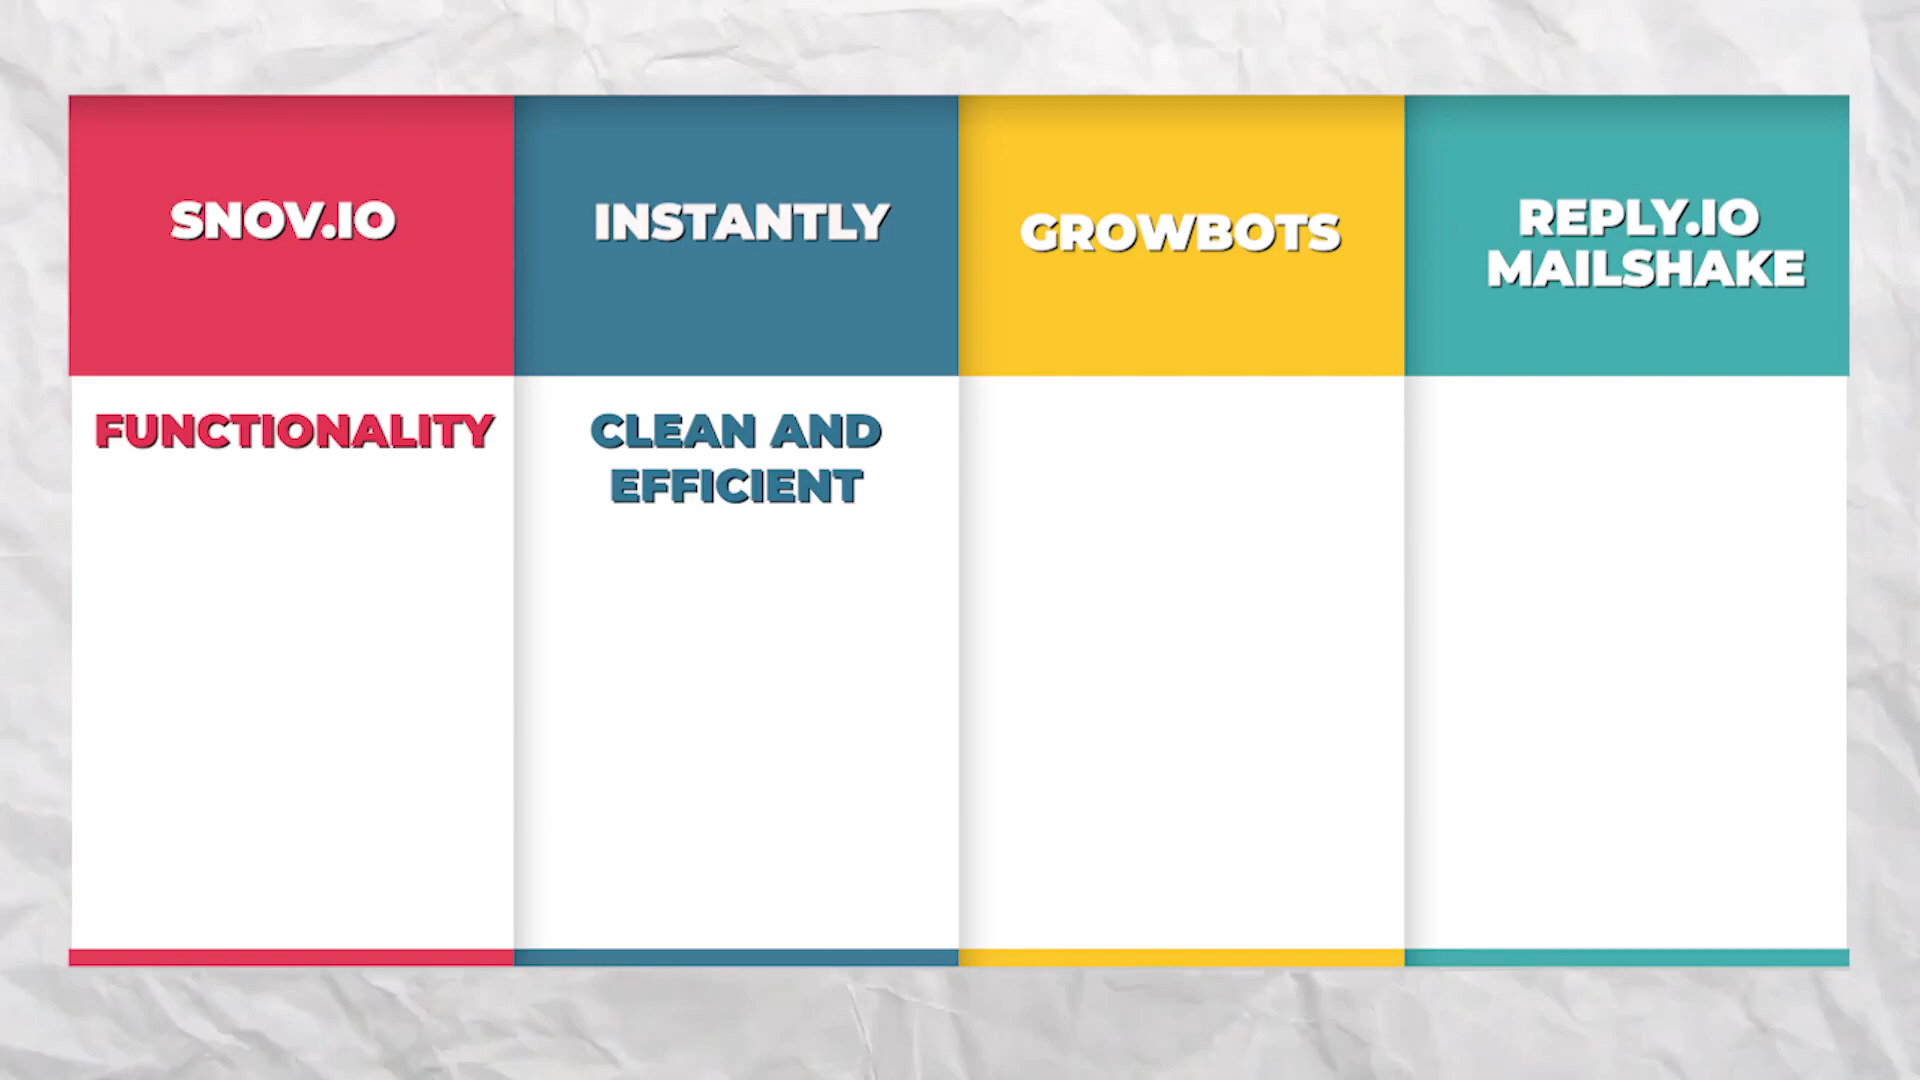 SNOV.IO
INSTANTLY
GROWBOTS
REPLY.IO
MAILSHAKE
FUNCTIONALITY
CLEAN AND
EFFICIENT